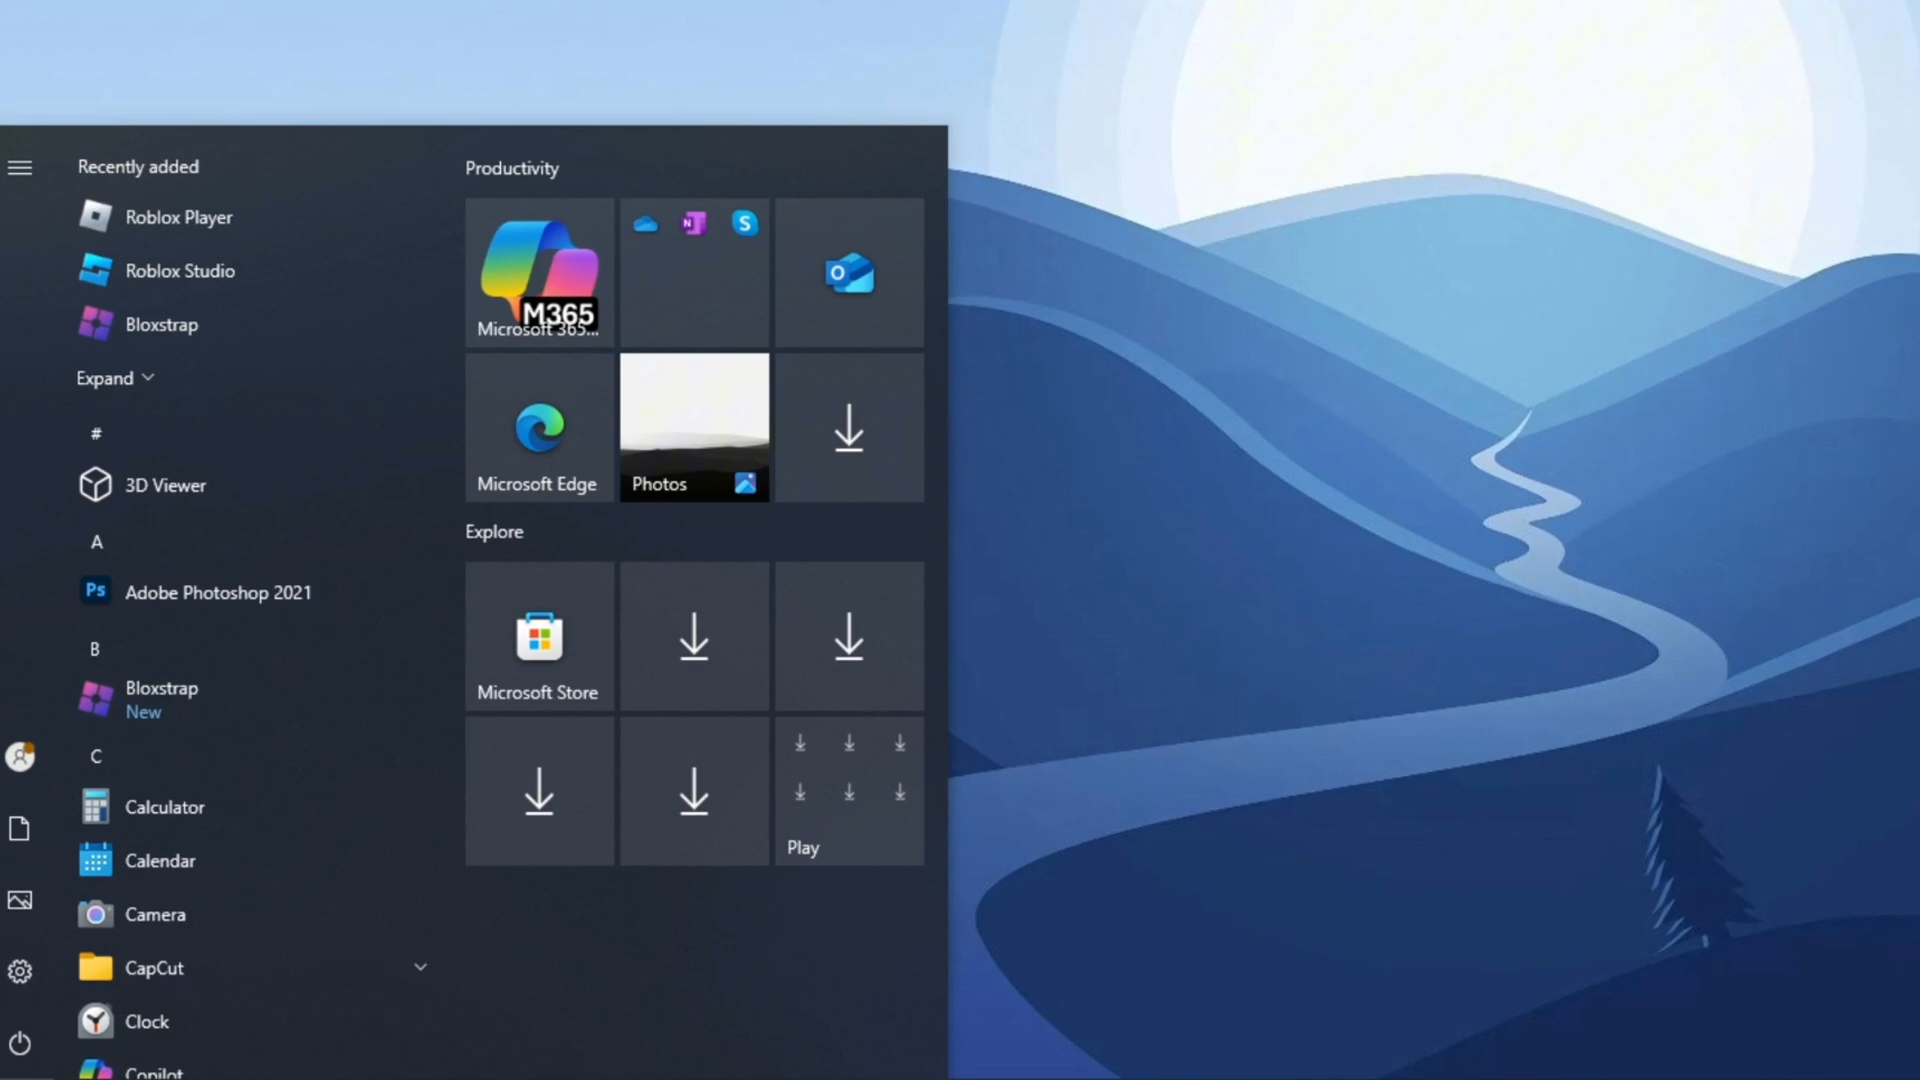 Recently added
Roblox Player
Roblox Studio
Bloxstrap
Expand
#
3D Viewer
A
Ps
Adobe Photoshop 2021
B
Bloxstrap
New
C
Calculator
Calendar
Camera
CapCut
Clock
Copilot
Productivity
M365
Microsoft 365...
N
S
O
Microsoft Edge
Photos
Explore
Microsoft Store
Play